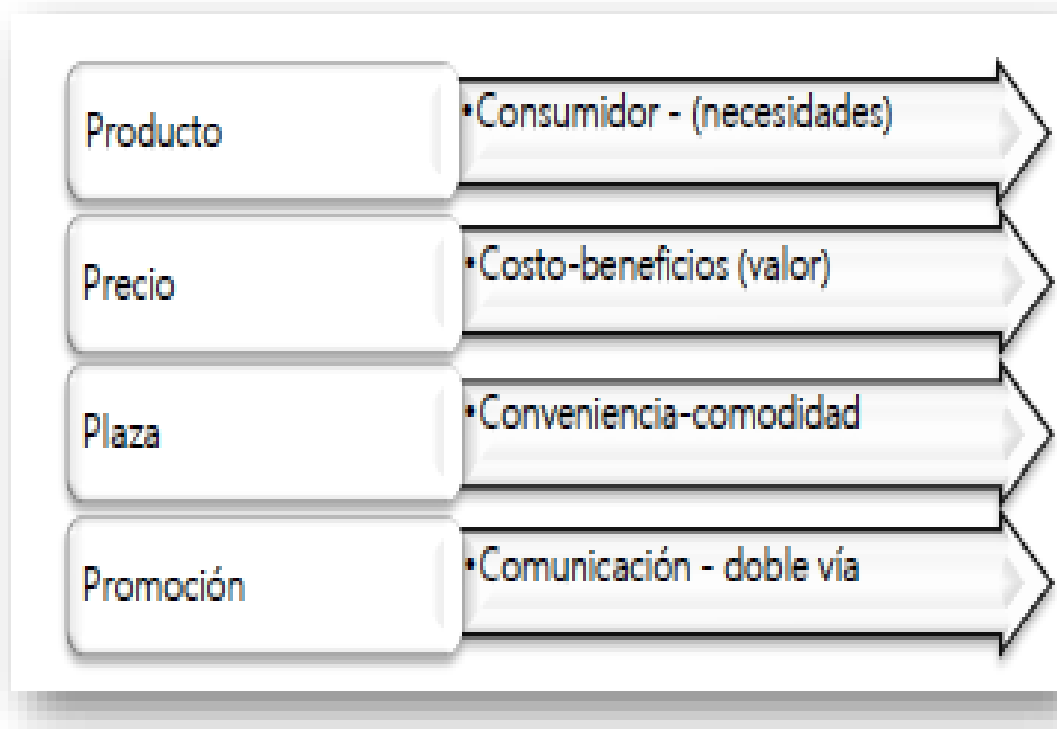 Producto
•Consumidor - (necesidades)
Precio
•Costo-beneficios (valor)
Plaza
•Conveniencia-comodidad
Promoción
•Comunicación - doble vía